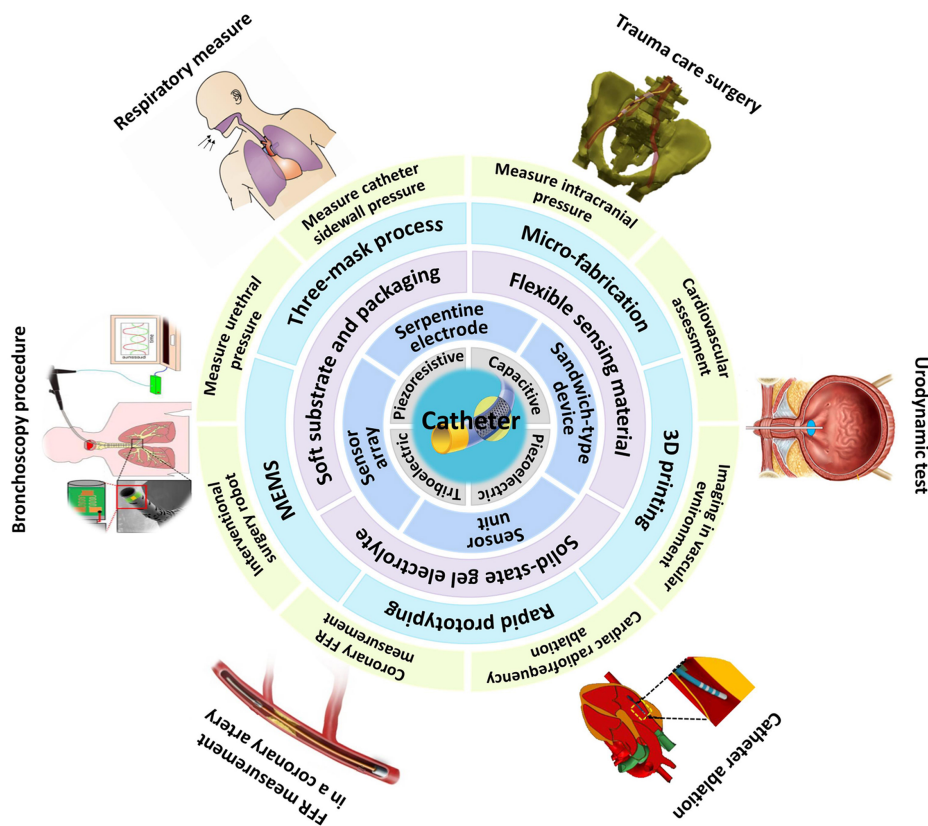 Respiratory measure
Trauma care surgery
Urodynamic test
Catheter ablation
FFR measurement
in a coronary artery
Bronchoscopy procedure
Measure catheter
sidewall pressure
Measure intracranial
pressure
Cardiovascular
assessment
Imaging in vascular
environment
Cardiac radiofrequency
ablation
Coronary FFR
measurement
Interventional
surgery robot
Measure urethral
pressure
Three-mask process
Micro-fabrication
3D printing
Rapid prototyping
MEMS
Soft substrate and packaging
Flexible sensing material
Solid-state gel electrolyte
Serpentine
electrode
Sandwich-type
device
Sensor
unit
Sensor
array
Piezoresistive
Capacitive
Piezoelectric
Triboelectric
Catheter